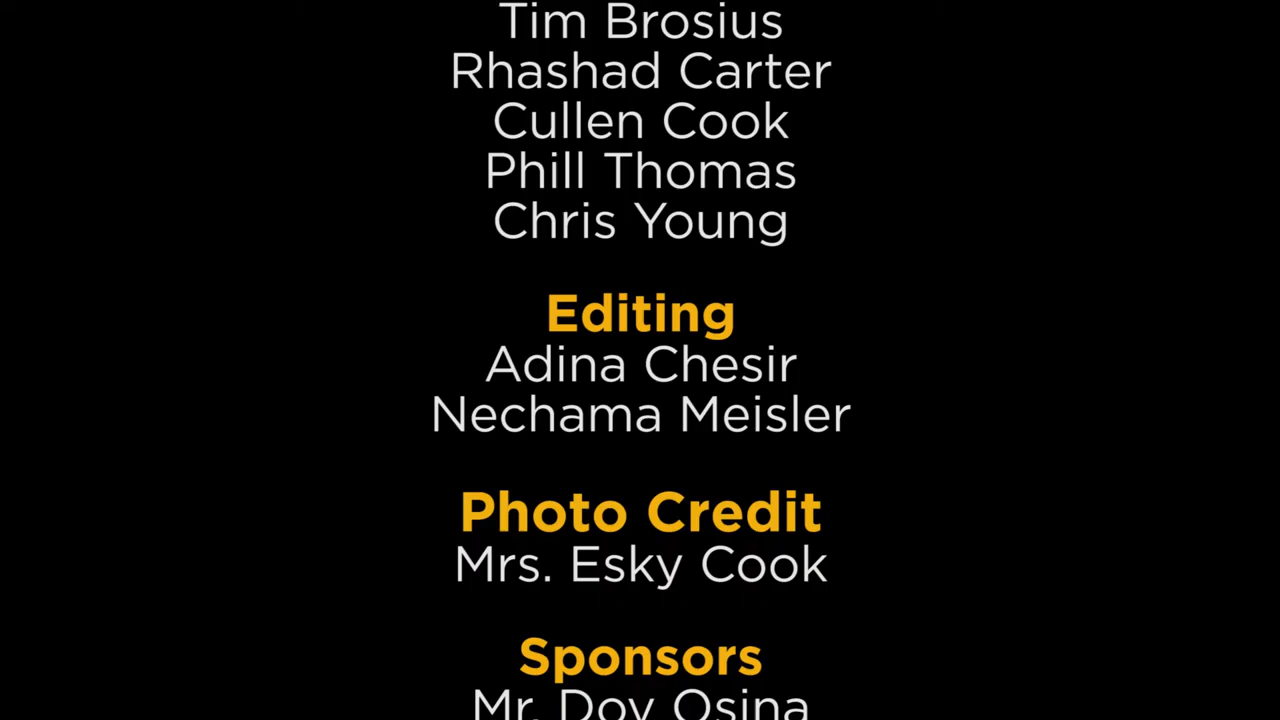 Tim Brosius
Rhashad Carter
Cullen Cook
Phill Thomas
Chris Young
Editing
Adina Chesir
Nechama Meisler
Photo Credit
Mrs. Esky Cook
Sponsors
Mr. Dov Osina